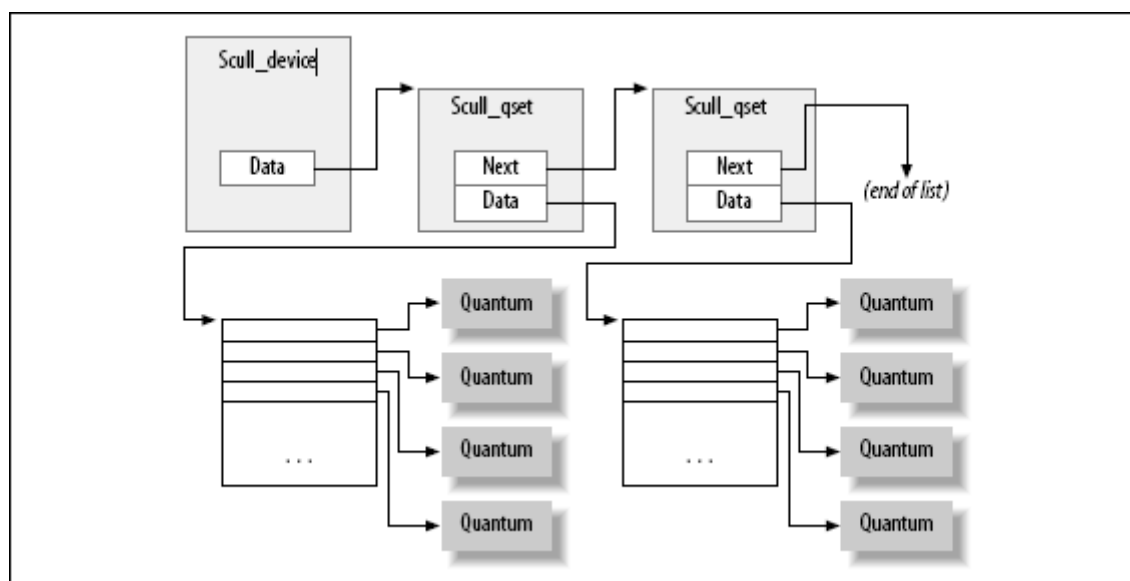 Scull_device
Data
Scull_qset
Next
Data
Scull_qset
Next
Data
(end of list)
Quantum
Quantum
Quantum
Quantum
. . .
Quantum
Quantum
Quantum
Quantum
. . .